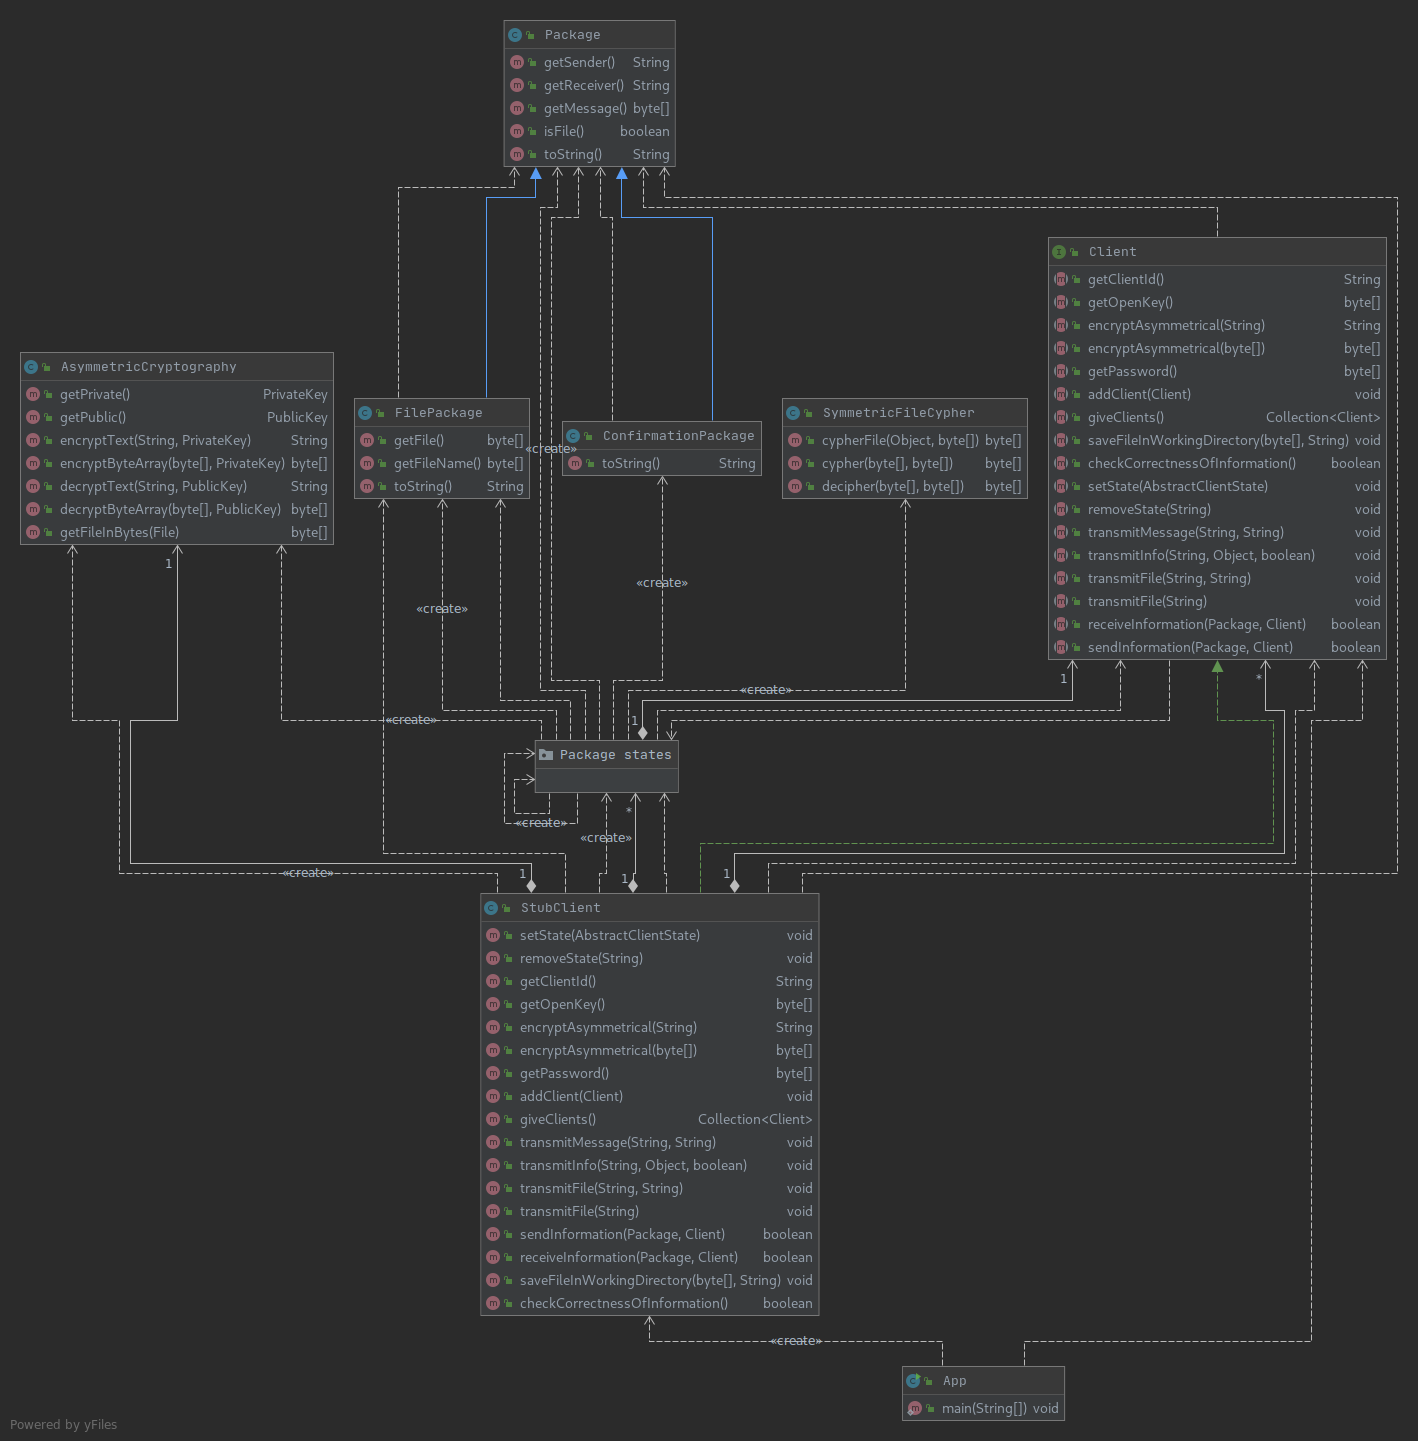 Package
getSender() String
getReceiver() String
getMessage() byte[]
isFile() boolean
toString() String
Client
getClientId() String
getOpenKey() byte[]
encryptAsymmetrical(String) String
encryptAsymmetrical(byte[]) byte[]
getPassword() byte[]
addClient(Client) void
giveClients() Collection<Client>
saveFileInWorkingDirectory(byte[], String) void
checkCorrectnessOfInformation() boolean
setState(AbstractClientState) void
removeState(String) void
transmitMessage(String, String) void
transmitInfo(String, Object, boolean) void
transmitFile(String, String) void
transmitFile(String) void
receiveInformation(Package, Client) boolean
sendInformation(Package, Client) boolean
AsymmetricCryptography
getPrivate() PrivateKey
getPublic() PublicKey
encryptText(String, PrivateKey) String
encryptByteArray(byte[], PrivateKey) byte[]
decryptText(String, PublicKey) String
decryptByteArray(byte[], PublicKey) byte[]
getFileInBytes(File) byte[]
FilePackage
getFile() byte[]
getFileName() byte[]
toString() String
«create»
ConfirmationPackage
toString() String
SymmetricFileCypher
cypherFile(Object, byte[]) byte[]
cypher(byte[], byte[]) byte[]
decipher(byte[], byte[]) byte[]
1
«create»
«create»
1
*
«create»
«create»
1
Package states
*
«create»
«create»
«create»
1
1
1
StubClient
setState(AbstractClientState) void
removeState(String) void
getClientId() String
getOpenKey() byte[]
encryptAsymmetrical(String) String
encryptAsymmetrical(byte[]) byte[]
getPassword() byte[]
addClient(Client) void
giveClients() Collection<Client>
transmitMessage(String, String) void
transmitInfo(String, Object, boolean) void
transmitFile(String, String) void
transmitFile(String) void
sendInformation(Package, Client) boolean
receiveInformation(Package, Client) boolean
saveFileInWorkingDirectory(byte[], String) void
checkCorrectnessOfInformation() boolean
«create»
App
main(String[]) void
Powered by yFiles